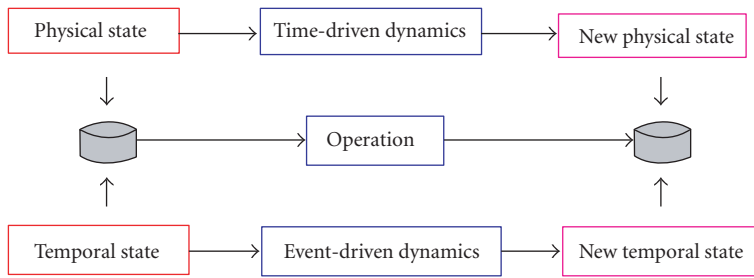 Physical state
Time-driven dynamics
New physical state
Operation
Temporal state
Event-driven dynamics
New temporal state